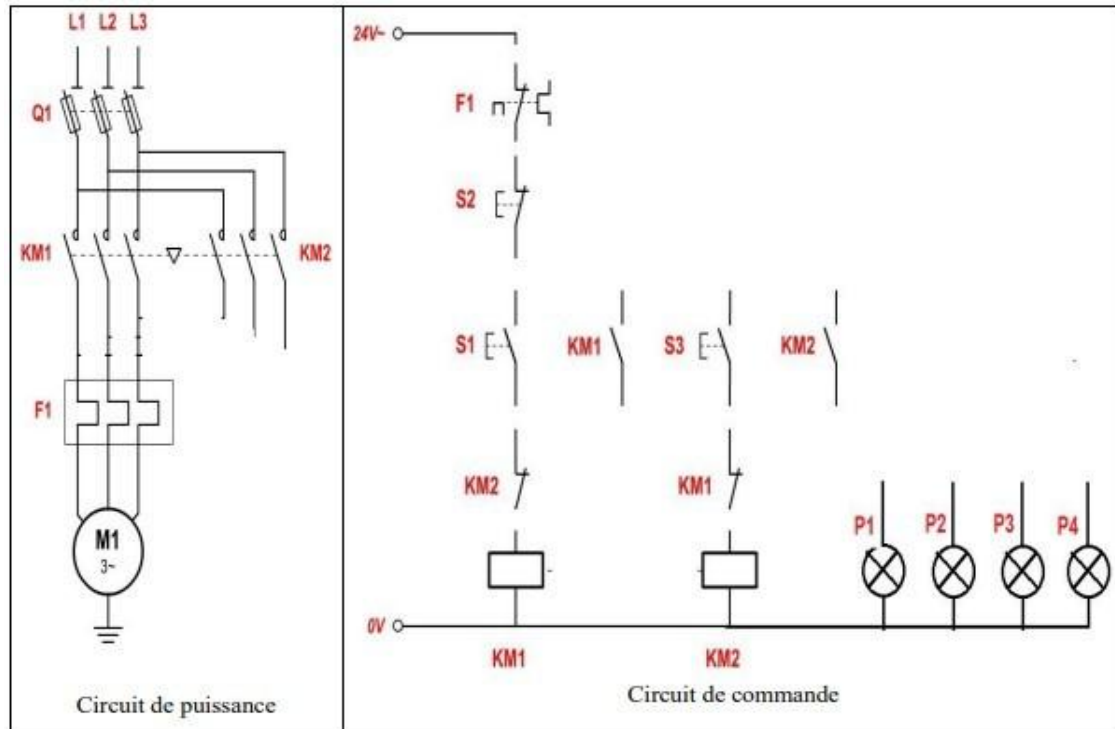 L1 L2 L3
Q1
KM1 KM2
F1
M1
3~
Circuit de puissance
24V~
F1
S2
S1 KM1 S3 KM2
KM2 KM1
P1 P2 P3 P4
0V
KM1 KM2
Circuit de commande